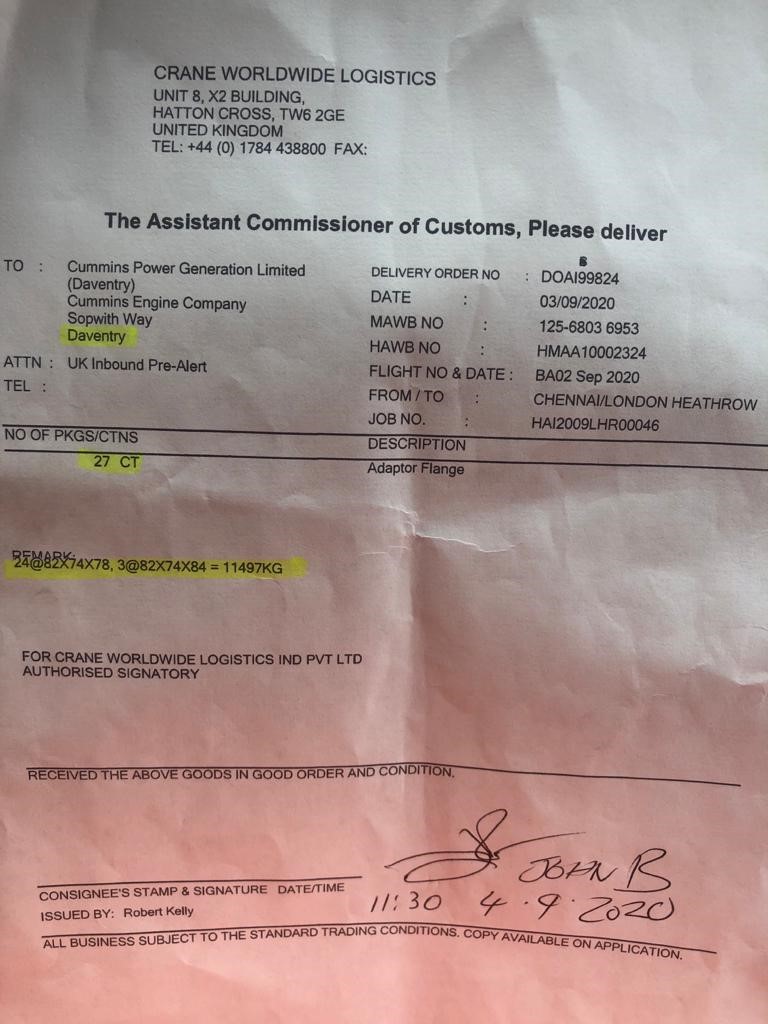 CRANE WORLDWIDE LOGISTICS
UNIT 8, X2 BUILDING,
HATTON CROSS, TW6 2GE
UNITED KINGDOM
TEL: +44 (0) 1784 438800 FAX:
The Assistant Commissioner of Customs, Please deliver
TO : Cummins Power Generation Limited
(Daventry)
Cummins Engine Company
Sopwith Way
Daventry
ATTN : UK Inbound Pre-Alert
TEL :
DELIVERY ORDER NO : DOAI99824
DATE : 03/09/2020
MAWB NO : 125-6803 6953
HAWB NO : HMAA10002324
FLIGHT NO & DATE : BA02 Sep 2020
FROM / TO : CHENNAI/LONDON HEATHROW
JOB NO. : HAI2009LHR00046
NO OF PKGS/CTNS DESCRIPTION
27 CT Adaptor Flange
REMARK:
24@82X74X78, 3@82X74X84 = 11497KG
FOR CRANE WORLDWIDE LOGISTICS IND PVT LTD
AUTHORISED SIGNATORY
RECEIVED THE ABOVE GOODS IN GOOD ORDER AND CONDITION.
JOHN B
11:30 4.9.2020
CONSIGNEE'S STAMP & SIGNATURE DATE/TIME
ISSUED BY: Robert Kelly
ALL BUSINESS SUBJECT TO THE STANDARD TRADING CONDITIONS. COPY AVAILABLE ON APPLICATION.